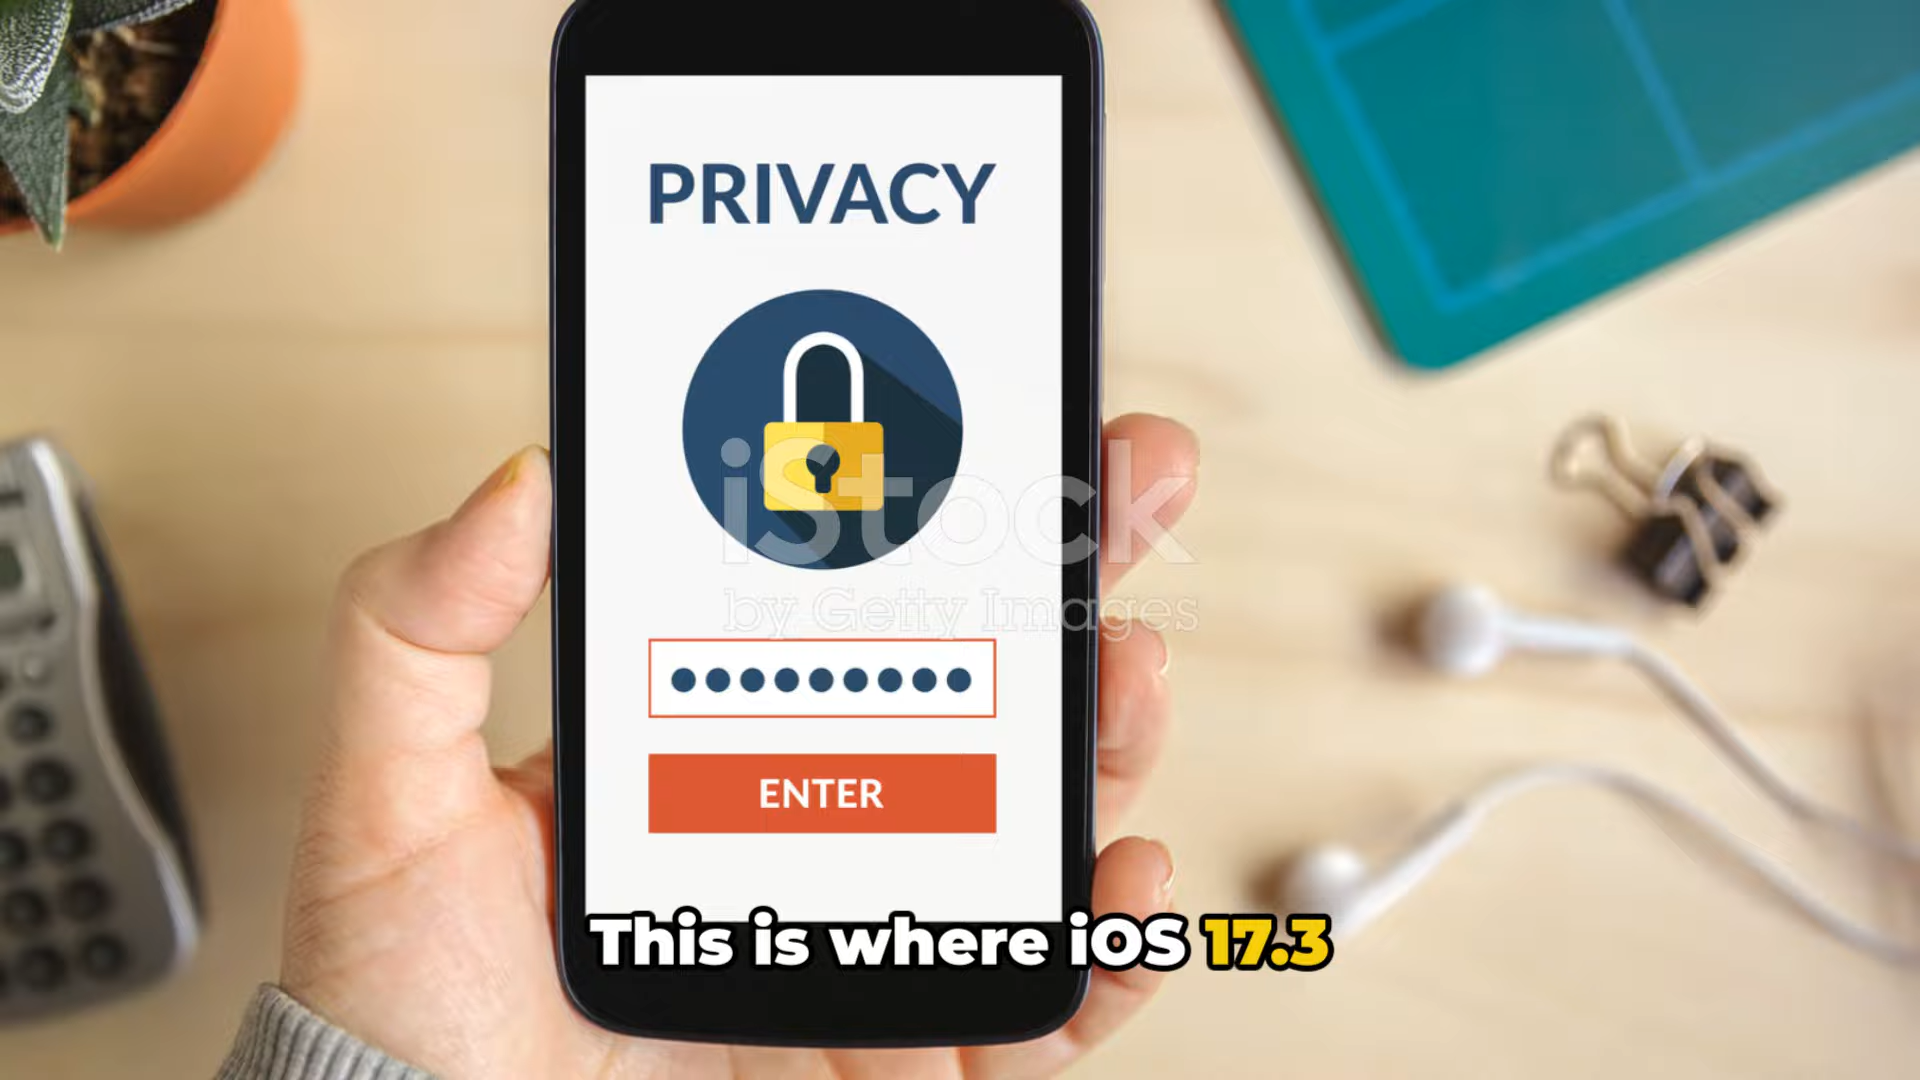 PRIVACY
iStock
by Getty Images
ENTER
This is where iOS 17.3